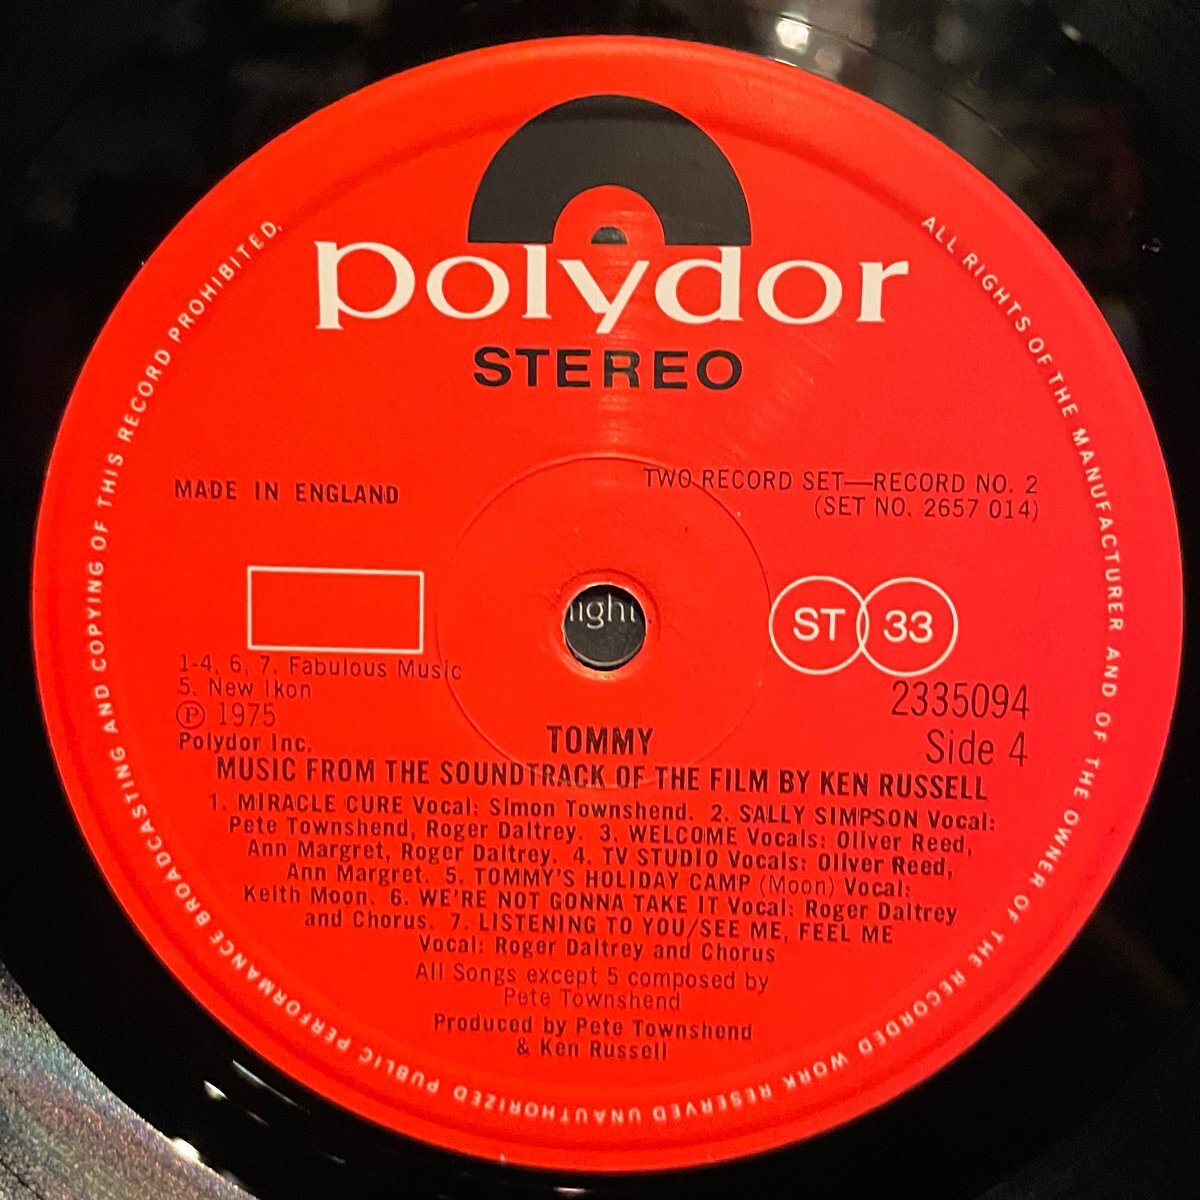 polydor
STEREO
MADE IN ENGLAND
TWO RECORD SET—RECORD NO. 2
(SET NO. 2657 014)
ST 33
1-4, 6, 7. Fabulous Music
5. New Ikon
Ⓟ 1975
Polydor Inc.
2335094
Side 4
TOMMY
MUSIC FROM THE SOUNDTRACK OF THE FILM BY KEN RUSSELL
1. MIRACLE CURE Vocal: Simon Townshend. 2. SALLY SIMPSON Vocal:
Pete Townshend, Roger Daltrey. 3. WELCOME Vocals: Oliver Reed,
Ann Margret, Roger Daltrey. 4. TV STUDIO Vocals: Oliver Reed,
Ann Margret. 5. TOMMY'S HOLIDAY CAMP (Moon) Vocal:
Keith Moon. 6. WE'RE NOT GONNA TAKE IT Vocal: Roger Daltrey
and Chorus. 7. LISTENING TO YOU/SEE ME, FEEL ME
Vocal: Roger Daltrey and Chorus
All Songs except 5 composed by
Pete Townshend
Produced by Pete Townshend
& Ken Russell
ALL RIGHTS OF THE MANUFACTURER AND OF THE OWNER OF THE RECORDED WORK RESERVED UNAUTHORIZED PUBLIC PERFORMANCE BROADCASTING AND COPYING OF THIS RECORD PROHIBITED.